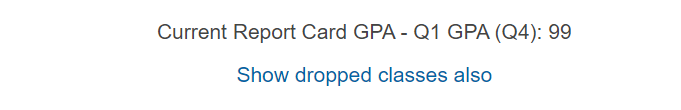 Current Report Card GPA - Q1 GPA (Q4): 99
Show dropped classes also